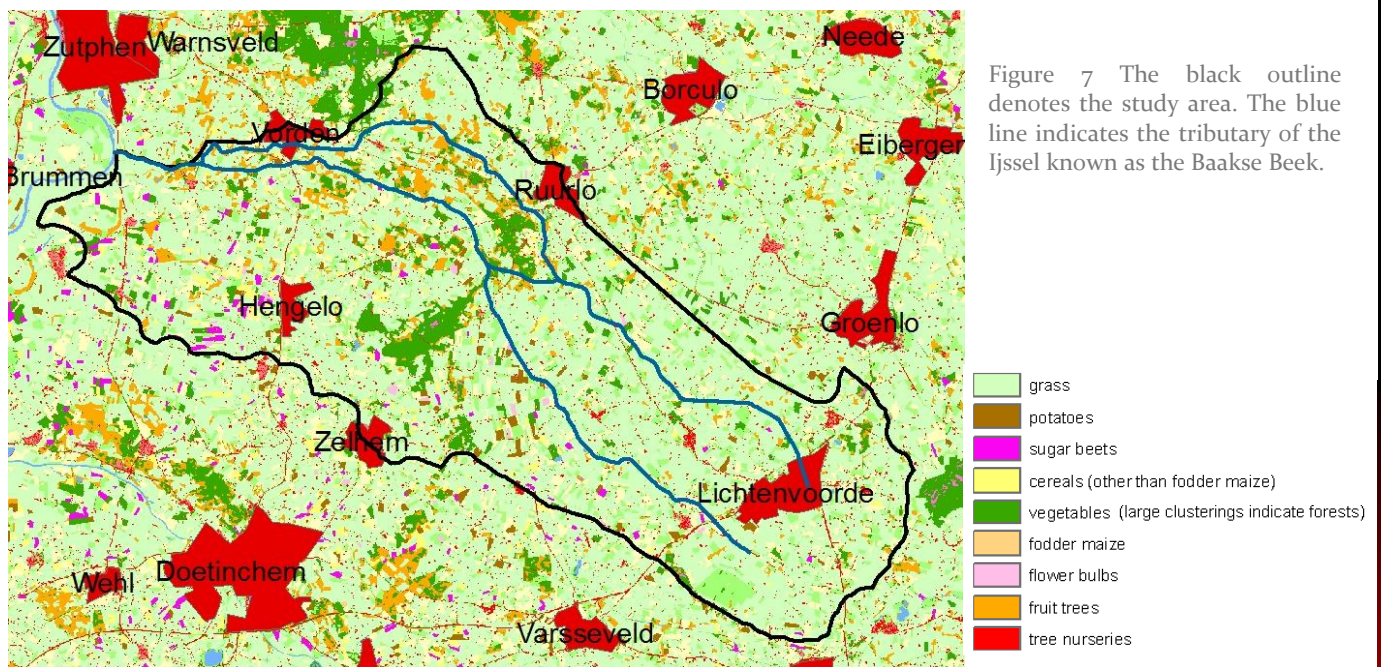 Zutphen Warnsveld
Neede
Borculo
Vorden
Eibergen
Brummen
Ruurlo
Hengelo
Groenlo
Zelhem
Lichtenvoorde
Wehl
Doetinchem
Varsseveld
Figure 7 The black outline
denotes the study area. The blue
line indicates the tributary of the
Ijssel known as the Baakse Beek.
grass
potatoes
sugar beets
cereals (other than fodder maize)
vegetables (large clusterings indicate forests)
fodder maize
flower bulbs
fruit trees
tree nurseries